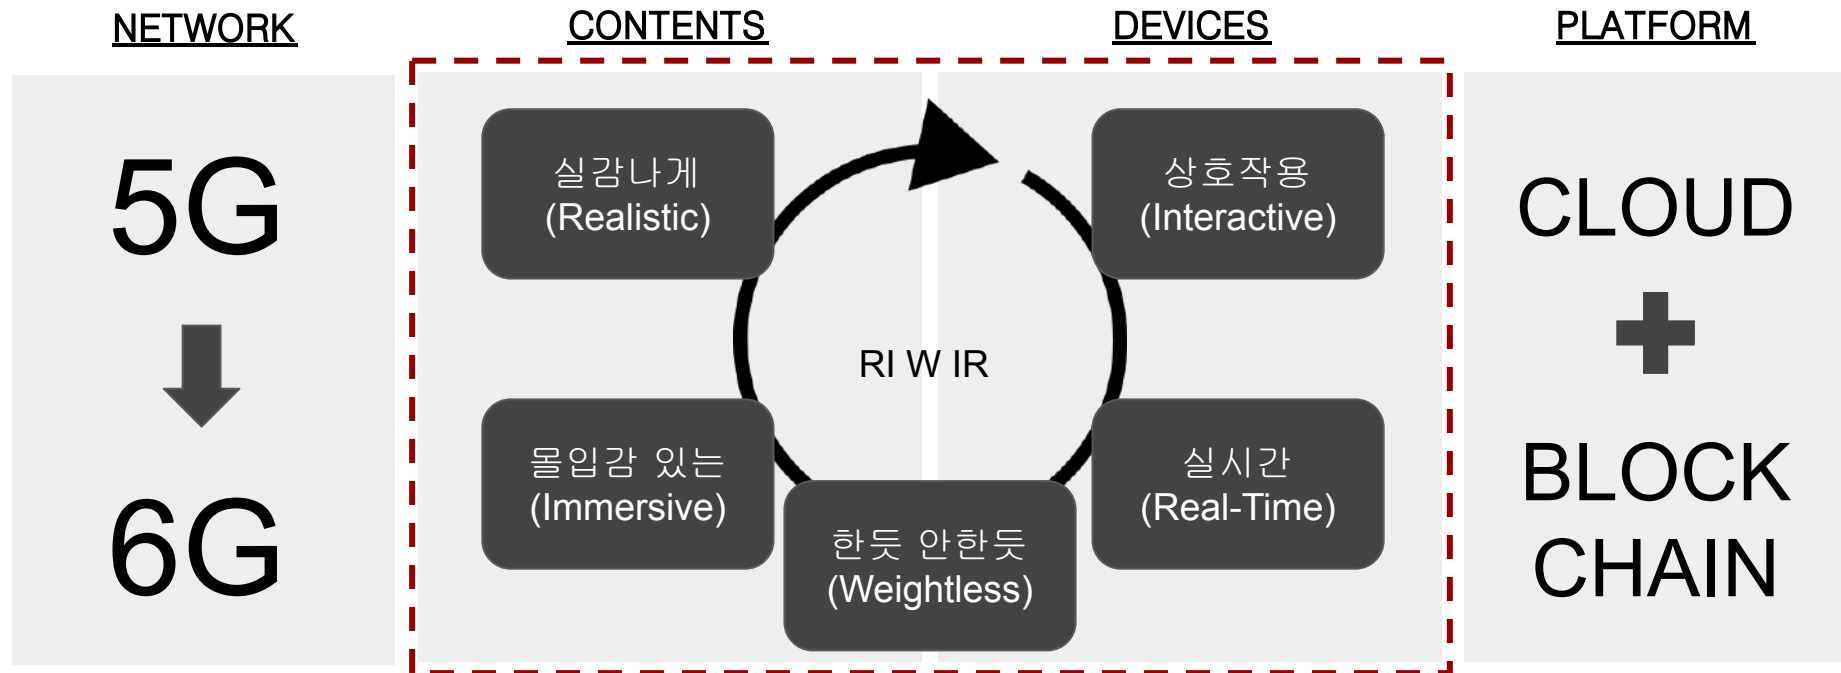 NETWORK
CONTENTS
DEVICES
PLATFORM
5G
6G
실감나게
(Realistic)
몰입감 있는
(Immersive)
한듯 안한듯
(Weightless)
RI W IR
상호작용
(Interactive)
실시간
(Real-Time)
CLOUD
BLOCK
CHAIN